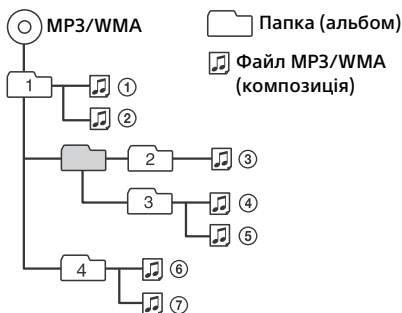 MP3/WMA
Папка (альбом)
Файл MP3/WMA
(композиція)
1
①
②
2
③
3
④
⑤
4
⑥
⑦